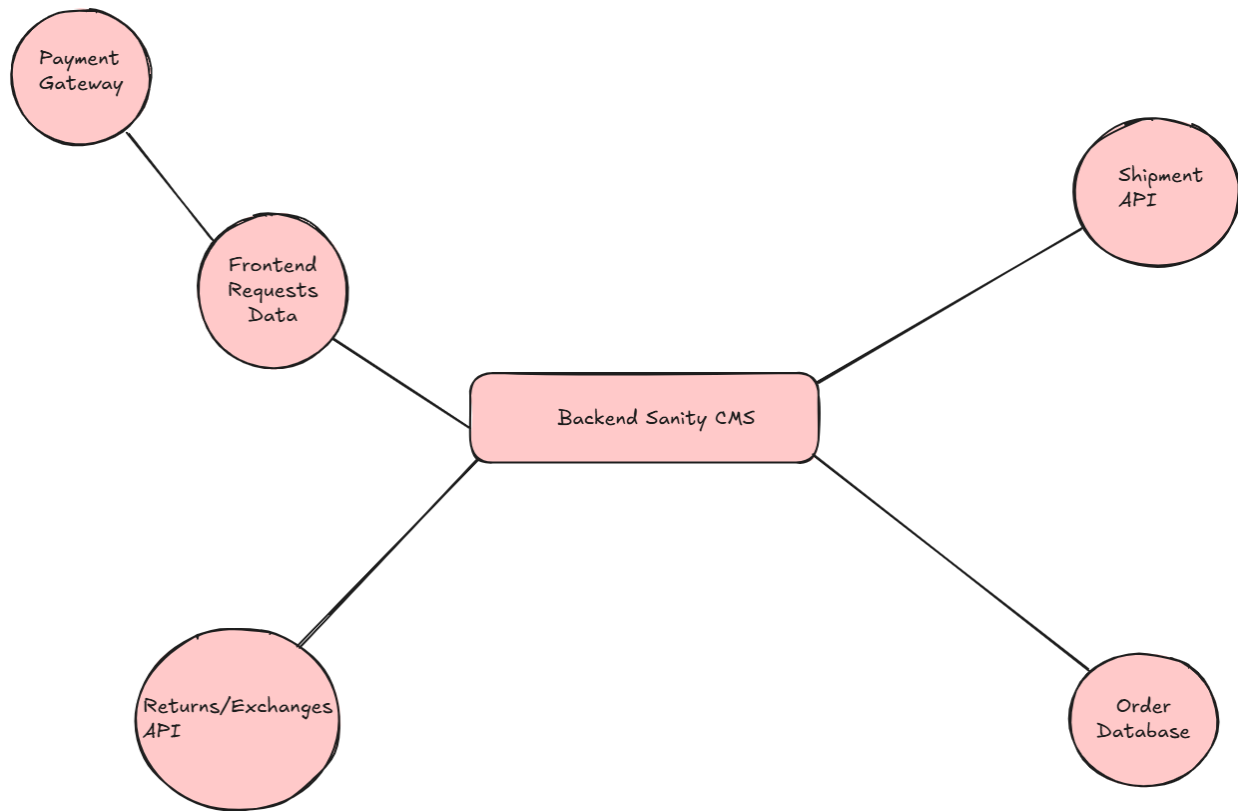 Payment
Gateway
Shipment
API
Frontend
Requests
Data
Backend Sanity CMS
Returns/Exchanges
API
Order
Database